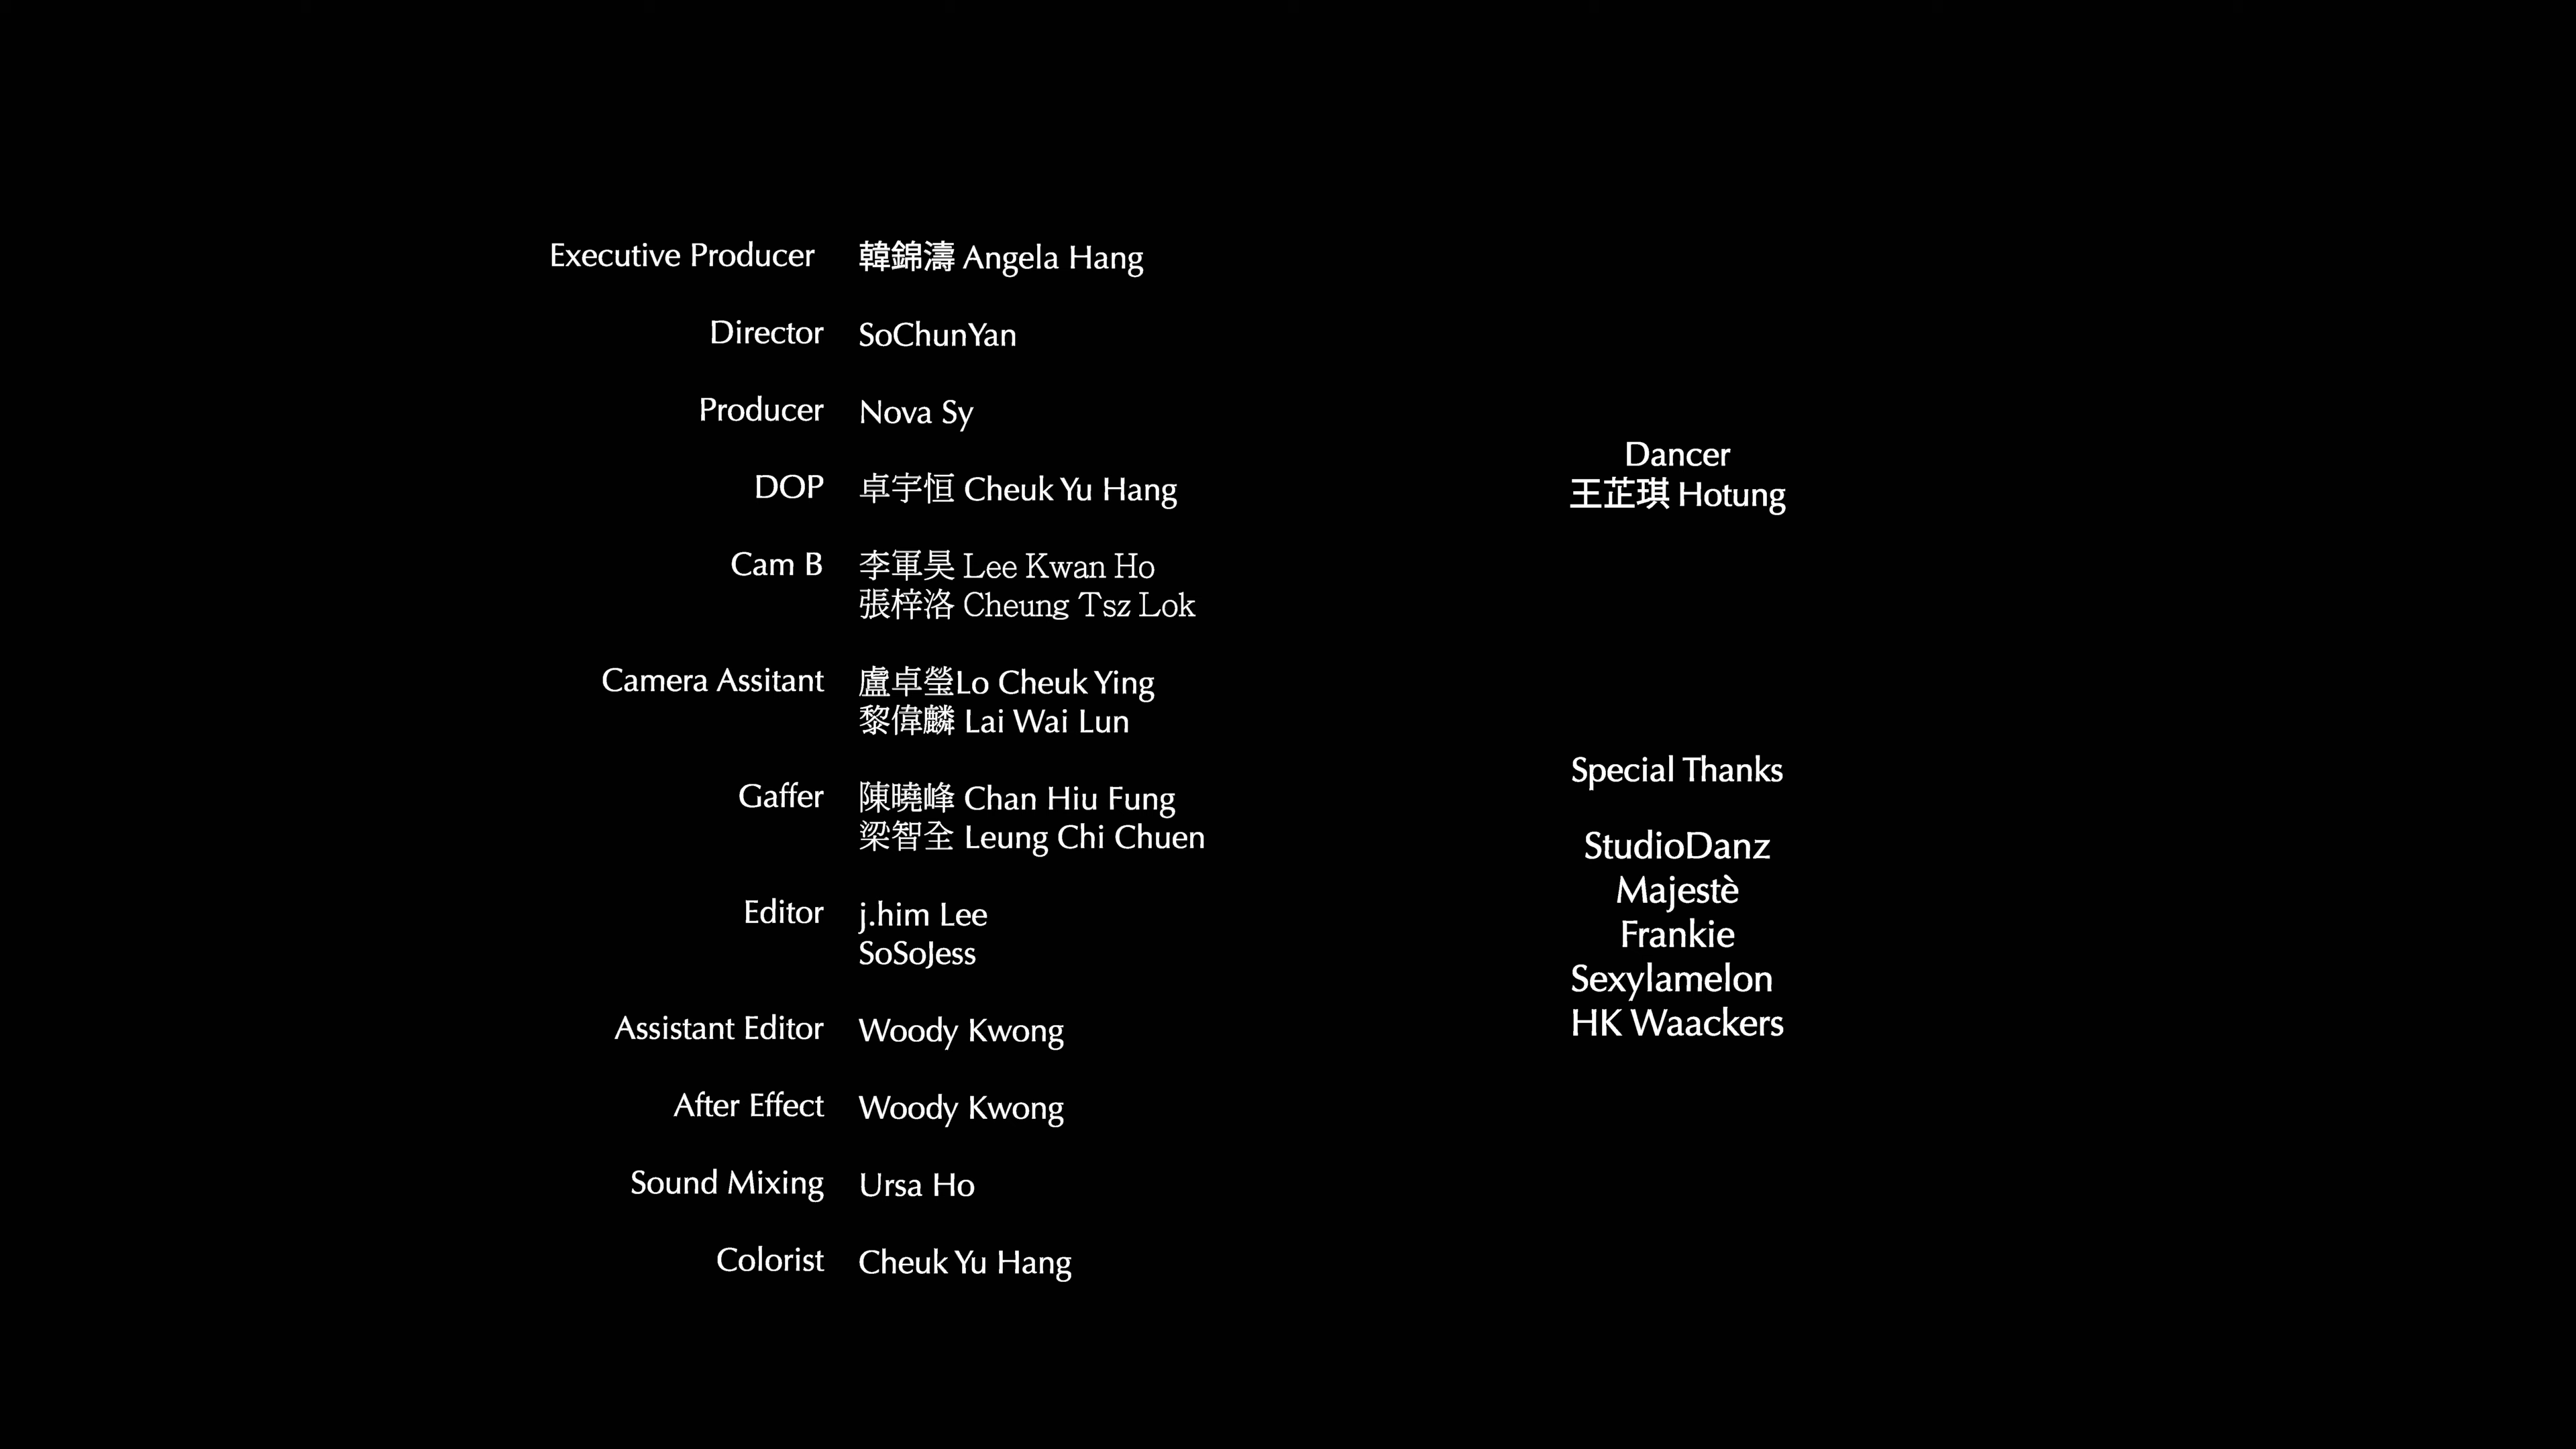 Executive Producer 韓錦濤 Angela Hang
Director SoChunYan
Producer Nova Sy
DOP 卓宇恒 Cheuk Yu Hang
Cam B 李軍昊 Lee Kwan Ho
張梓洛 Cheung Tsz Lok
Camera Assitant 盧卓瑩Lo Cheuk Ying
黎偉麟 Lai Wai Lun
Gaffer 陳曉峰 Chan Hiu Fung
梁智全 Leung Chi Chuen
Editor j.him Lee
SoSoJess
Assistant Editor Woody Kwong
After Effect Woody Kwong
Sound Mixing Ursa Ho
Colorist Cheuk Yu Hang
Dancer
王芷琪 Hotung
Special Thanks
StudioDanz
Majestè
Frankie
Sexylamelon
HK Waackers